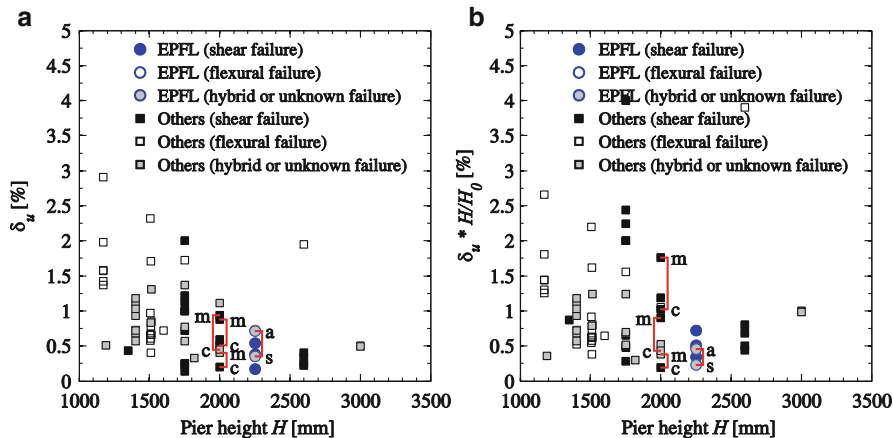 a
5
4.5
4
3.5
3
2.5
2
1.5
1
0.5
0
δu [%]
EPFL (shear failure)
EPFL (flexural failure)
EPFL (hybrid or unknown failure)
Others (shear failure)
Others (flexural failure)
Others (hybrid or unknown failure)
m
m
c
c
m
c
a
s
1000
1500
2000
2500
3000
3500
Pier height H [mm]
b
5
4.5
4
3.5
3
2.5
2
1.5
1
0.5
0
δu * H/H0 [%]
EPFL (shear failure)
EPFL (flexural failure)
EPFL (hybrid or unknown failure)
Others (shear failure)
Others (flexural failure)
Others (hybrid or unknown failure)
m
c
m
c
m
c
a
s
1000
1500
2000
2500
3000
3500
Pier height H [mm]